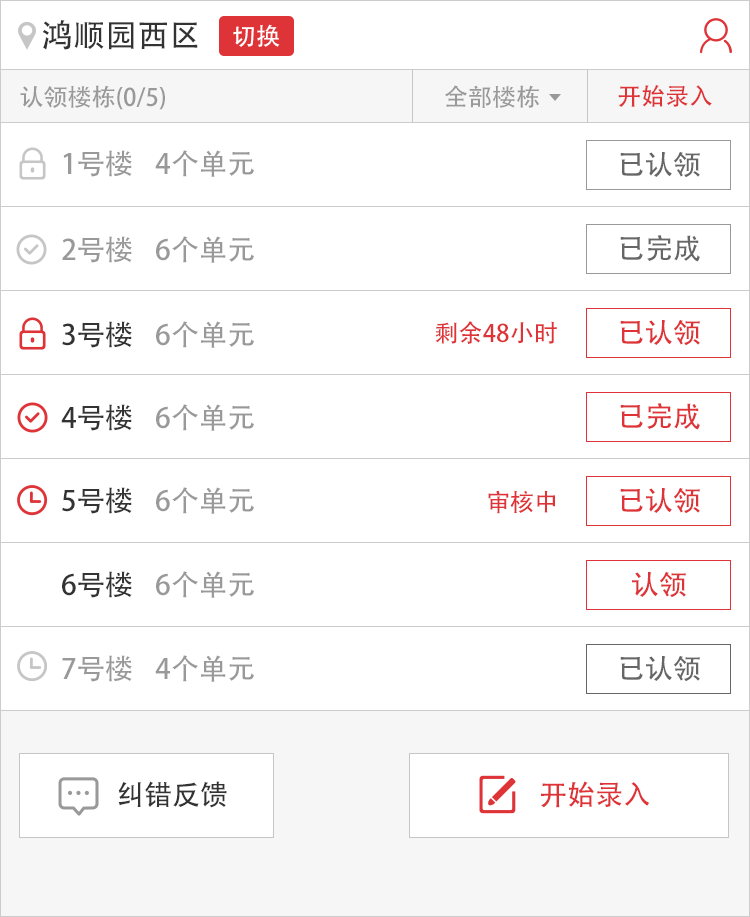 鸿顺园西区 切换
认领楼栋(0/5) 全部楼栋 开始录入
1号楼 4个单元 已认领
2号楼 6个单元 已完成
3号楼 6个单元 剩余48小时 已认领
4号楼 6个单元 已完成
5号楼 6个单元 审核中 已认领
6号楼 6个单元 认领
7号楼 4个单元 已认领
纠错反馈 开始录入